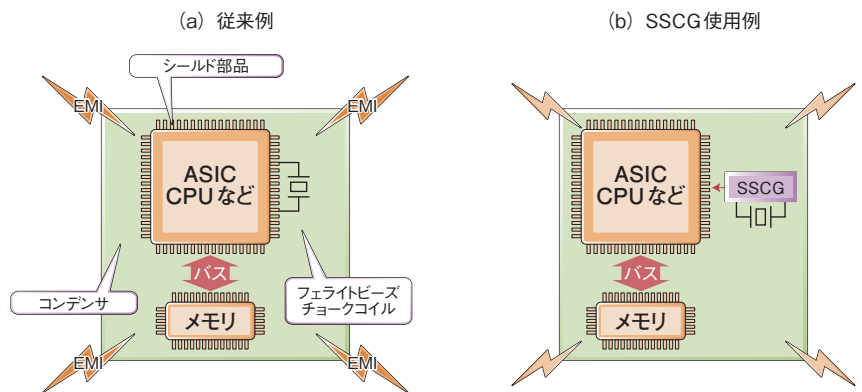 (a) 従来例
シールド部品
EMI
EMI
ASIC
CPUなど
バス
コンデンサ
フェライトビーズ
チョークコイル
メモリ
EMI
EMI
(b) SSCG使用例
ASIC
CPUなど
SSCG
バス
メモリ